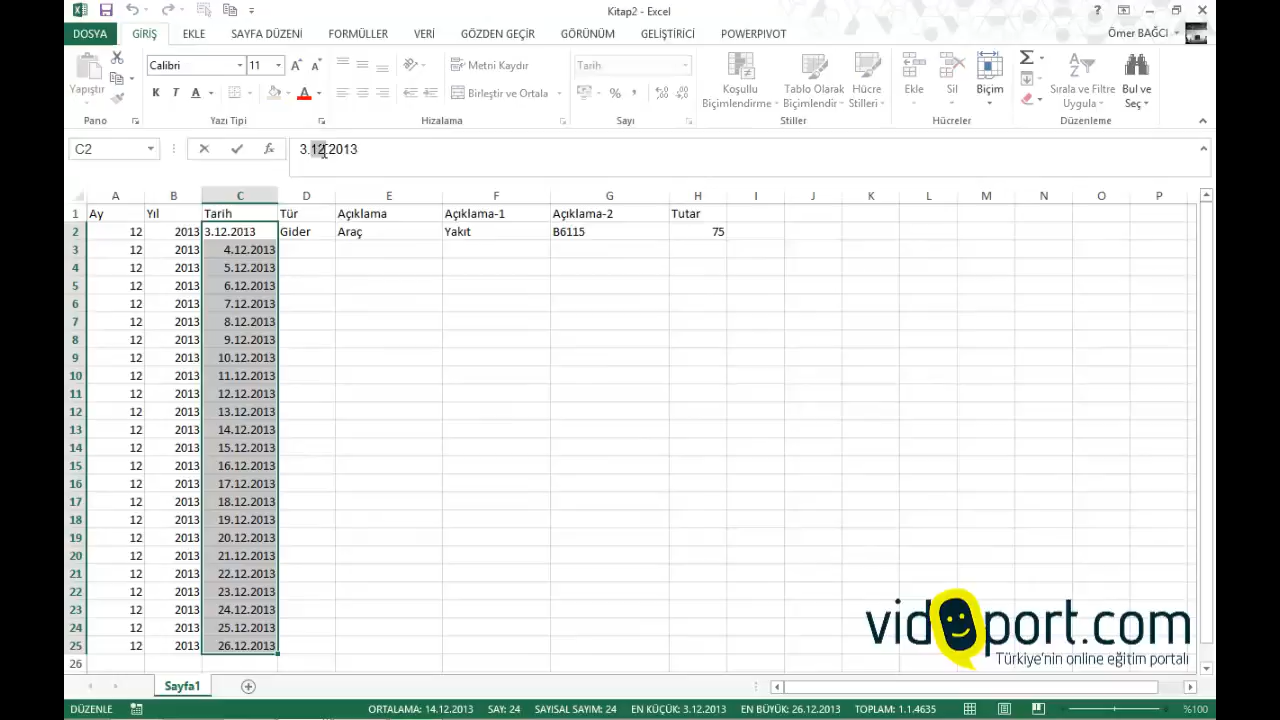 Kitap2 - Excel
DOSYA GİRİŞ EKLE SAYFA DÜZENİ FORMÜLLER VERİ GÖZDEN GEÇİR GÖRÜNÜM GELİŞTİRİCİ POWERPIVOT Ömer BAĞCI
Yapıştır
Calibri 11
K T A
Metni Kaydır
Birleştir ve Ortala
Tarih
Koşullu Biçimlendirme
Tablo Olarak Biçimlendir
Hücre Stilleri
Ekle Sil Biçim
Sırala ve Filtre Uygula
Bul ve Seç
Pano Yazı Tipi Hizalama Sayı Stiller Hücreler Düzenleme
C2 fx 3.12.2013
A B C D E F G H I J K L M N O P
1 Ay Yıl Tarih Tür Açıklama Açıklama-1 Açıklama-2 Tutar
2 12 2013 3.12.2013 Gider Araç Yakıt B6115 75
3 12 2013 4.12.2013
4 12 2013 5.12.2013
5 12 2013 6.12.2013
6 12 2013 7.12.2013
7 12 2013 8.12.2013
8 12 2013 9.12.2013
9 12 2013 10.12.2013
10 12 2013 11.12.2013
11 12 2013 12.12.2013
12 12 2013 13.12.2013
13 12 2013 14.12.2013
14 12 2013 15.12.2013
15 12 2013 16.12.2013
16 12 2013 17.12.2013
17 12 2013 18.12.2013
18 12 2013 19.12.2013
19 12 2013 20.12.2013
20 12 2013 21.12.2013
21 12 2013 22.12.2013
22 12 2013 23.12.2013
23 12 2013 24.12.2013
24 12 2013 25.12.2013
25 12 2013 26.12.2013
26
vidoport.com
Türkiye'nin online eğitim portalı
Sayfa1
DÜZENLE ORTALAMA: 14.12.2013 SAY: 24 SAYISAL SAYIM: 24 EN KÜÇÜK: 3.12.2013 EN BÜYÜK: 26.12.2013 TOPLAM: 1.1.4635 %100